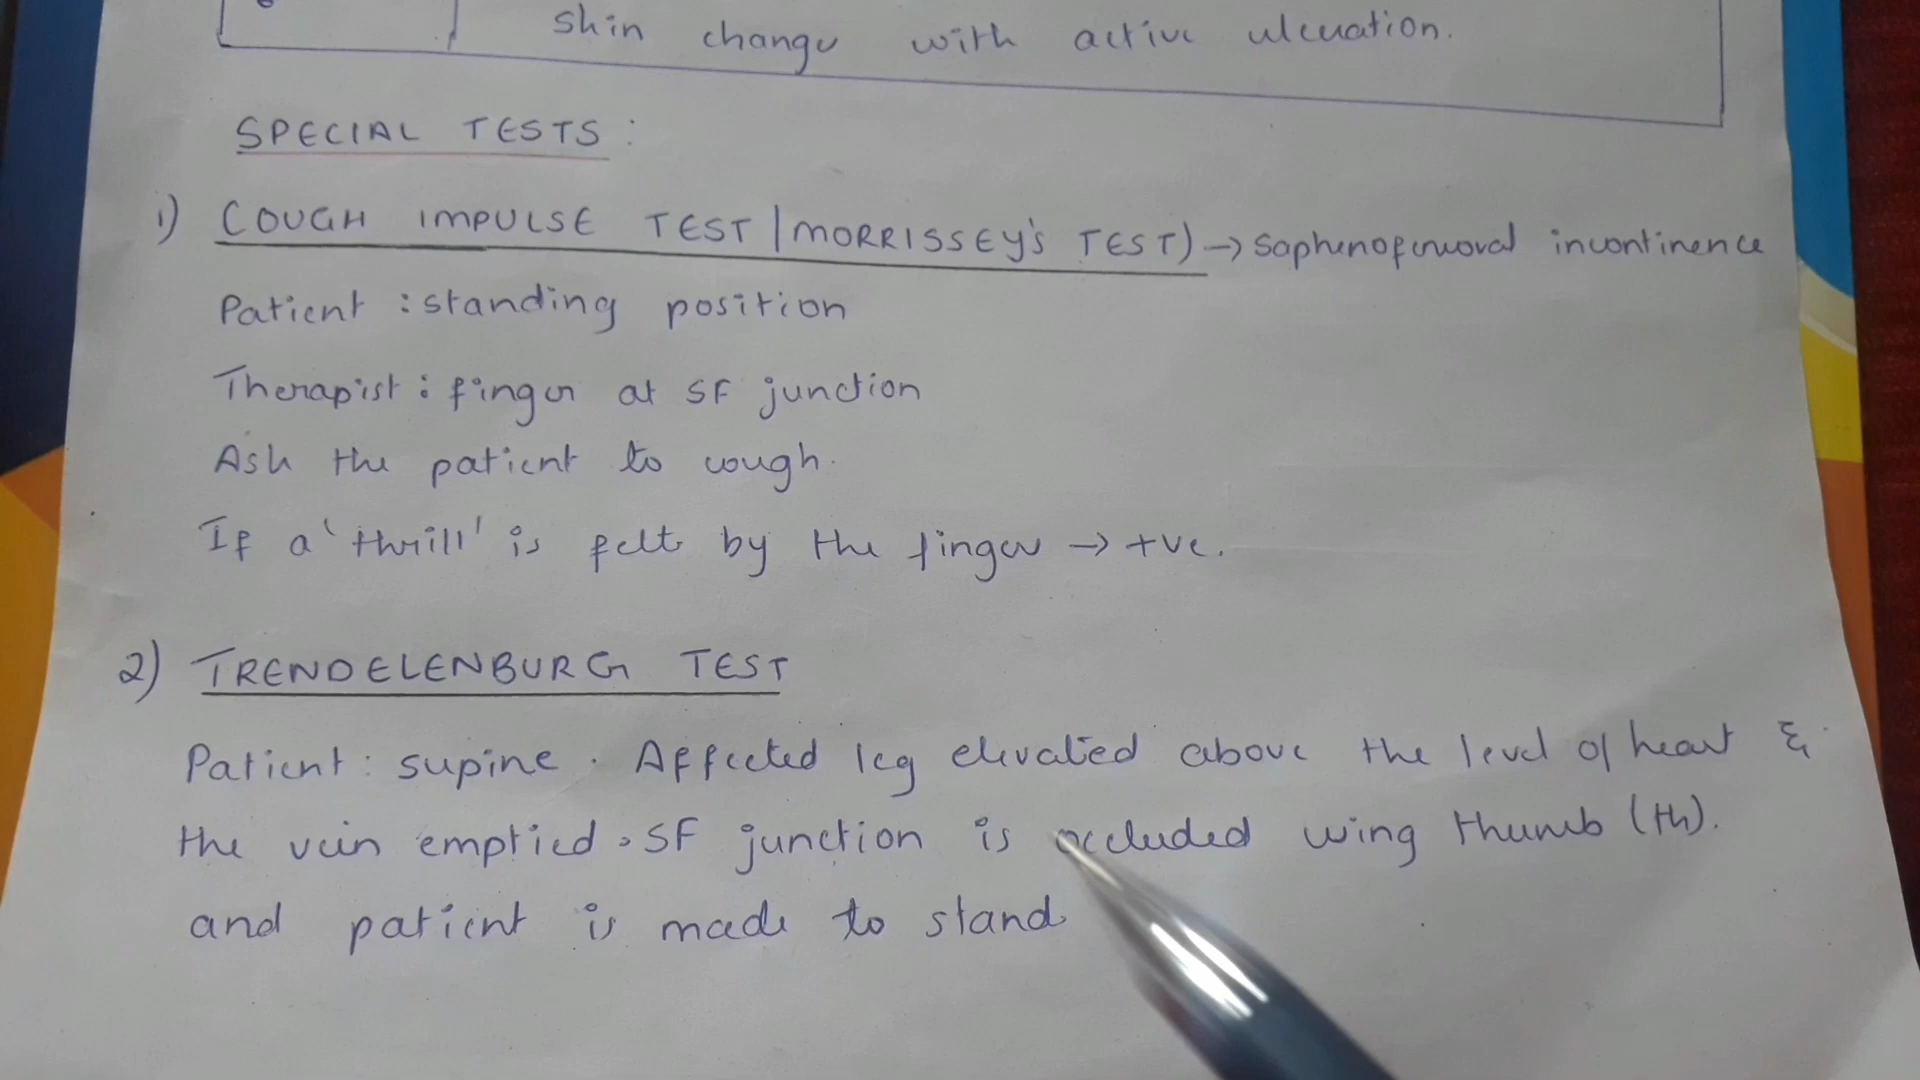 skin change with active ulceration.
SPECIAL TESTS:
1) COUGH IMPULSE TEST | MORRISSEY'S TEST) → Saphenofemoral incontinence
Patient : standing position
Therapist : finger at SF junction
Ask the patient to cough.
If a 'thrill' is felt by the finger → +ve.
2) TRENDELENBURG TEST
Patient : supine . Affected leg elevated above the level of heart &
the vein emptied . SF junction is occluded using thumb (th).
and patient is made to stand